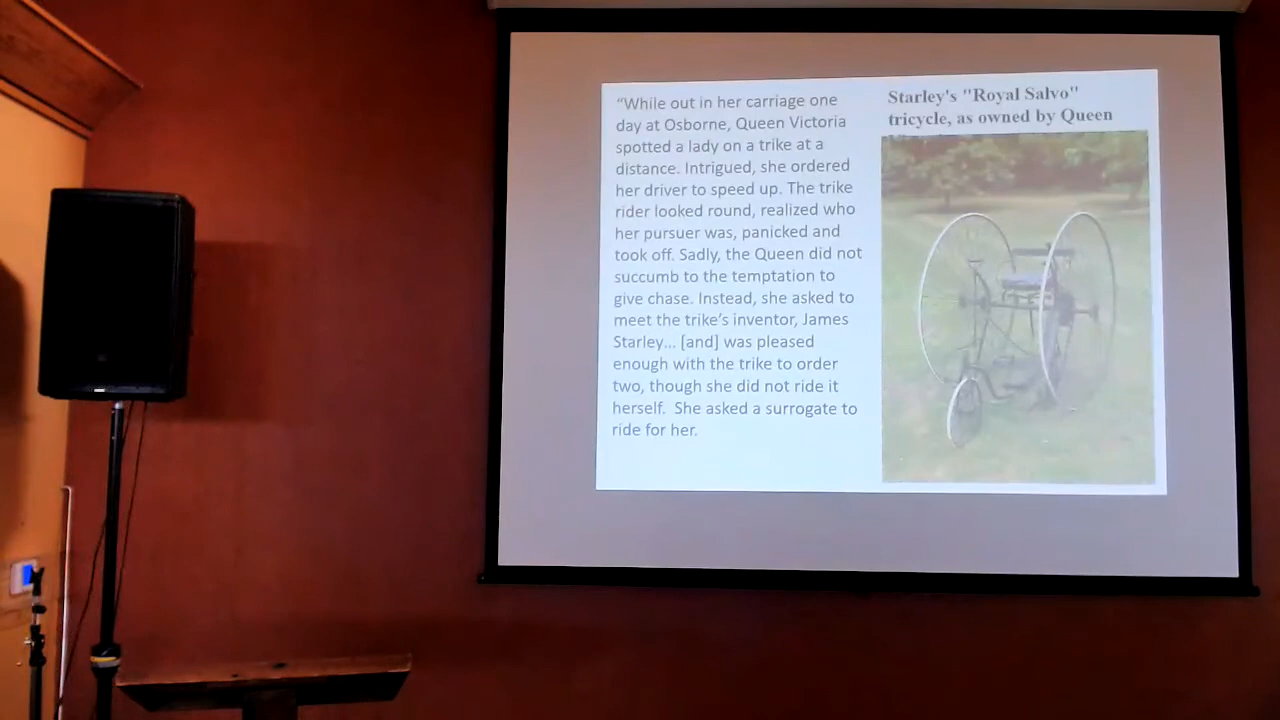 “While out in her carriage one
day at Osborne, Queen Victoria
spotted a lady on a trike at a
distance. Intrigued, she ordered
her driver to speed up. The trike
rider looked round, realized who
her pursuer was, panicked and
took off. Sadly, the Queen did not
succumb to the temptation to
give chase. Instead, she asked to
meet the trike’s inventor, James
Starley... [and] was pleased
enough with the trike to order
two, though she did not ride it
herself.  She asked a surrogate to
ride for her.
Starley's "Royal Salvo"
tricycle, as owned by Queen